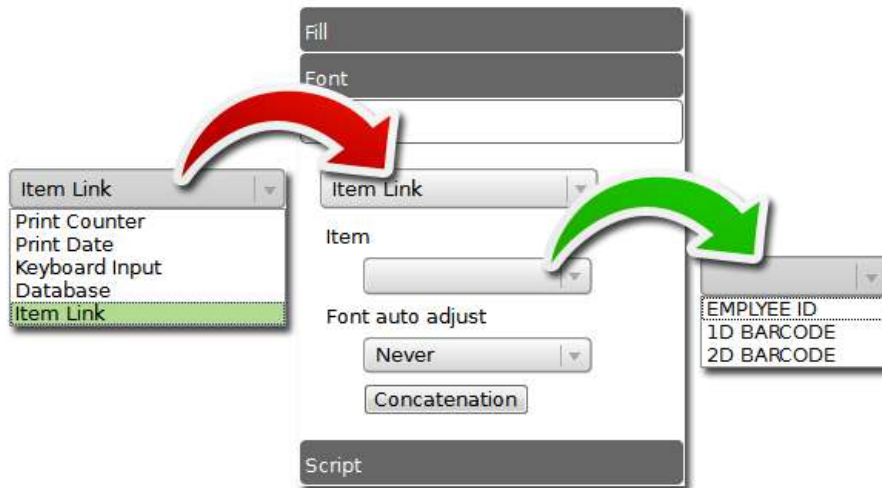 Item Link
Print Counter
Print Date
Keyboard Input
Database
Item Link
Fill
Font
Item Link
Item
Font auto adjust
Never
Concatenation
Script
EMPLYEE ID
1D BARCODE
2D BARCODE